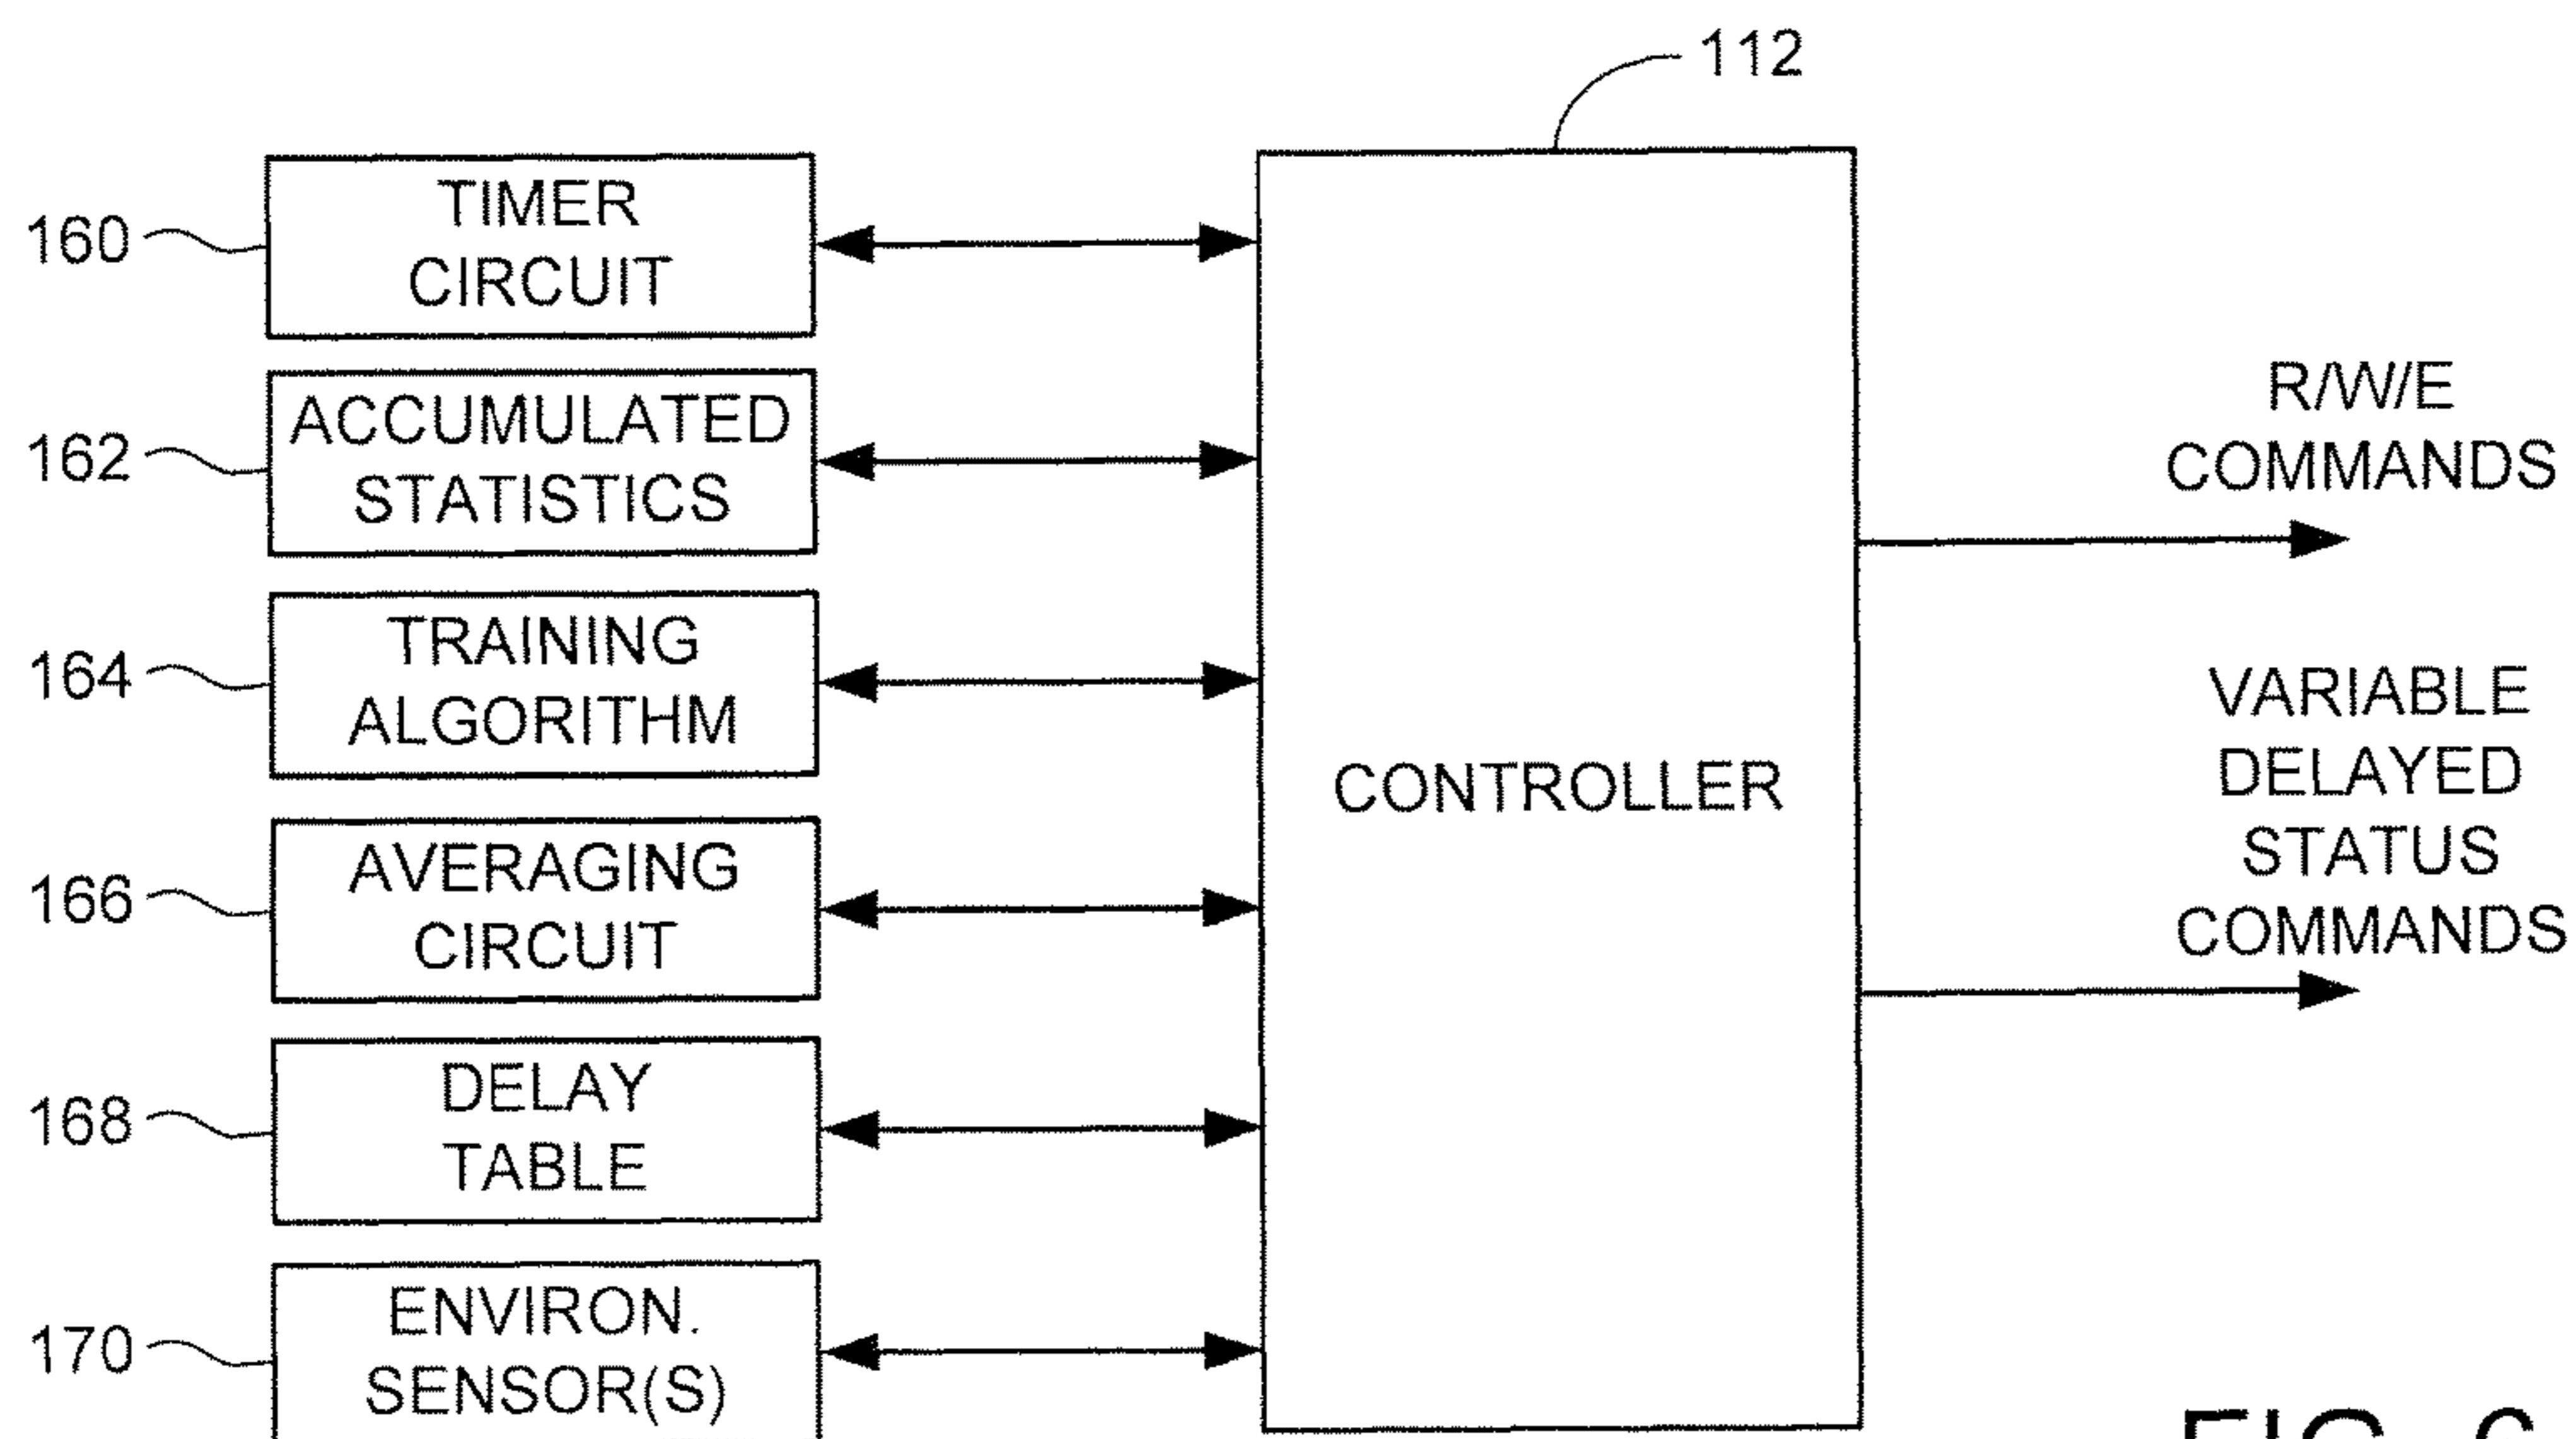 112
160
TIMER
CIRCUIT
162
ACCUMULATED
STATISTICS
164
TRAINING
ALGORITHM
166
AVERAGING
CIRCUIT
168
DELAY
TABLE
170
ENVIRON.
SENSOR(S)
CONTROLLER
R/W/E
COMMANDS
VARIABLE
DELAYED
STATUS
COMMANDS